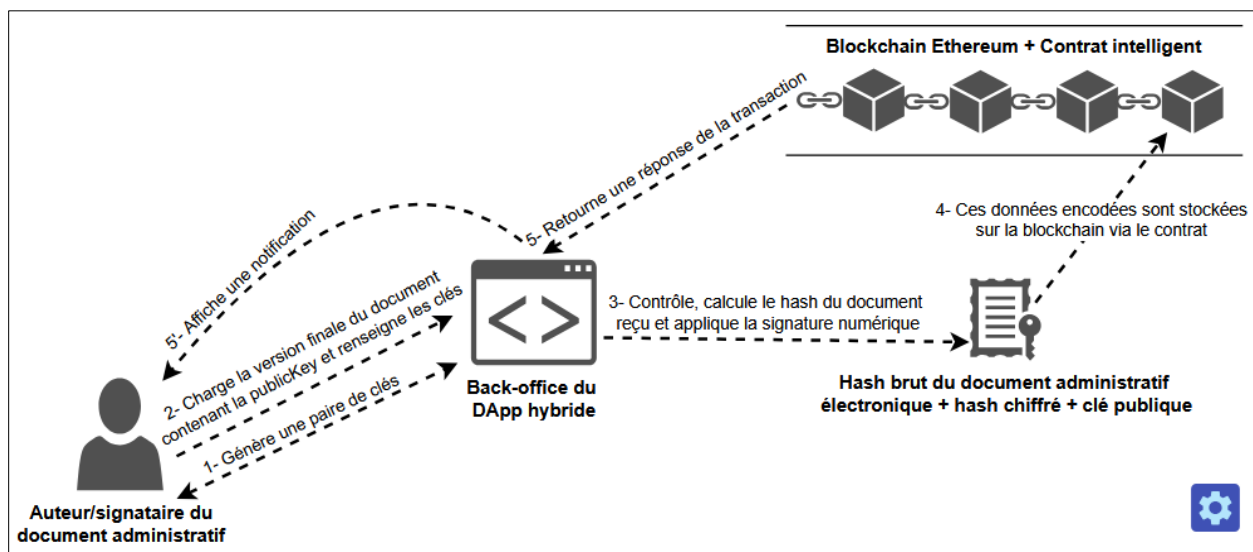 Blockchain Ethereum + Contrat intelligent
5- Retourne une réponse de la transaction
5'- Affiche une notification
4- Ces données encodées sont stockées
sur la blockchain via le contrat
2- Charge la version finale du document
contenant la publicKey et renseigne les clés
3- Contrôle, calcule le hash du document
reçu et applique la signature numérique
1- Génère une paire de clés
Back-office du
DApp hybride
Hash brut du document administratif
électronique + hash chiffré + clé publique
Auteur/signataire du
document administratif